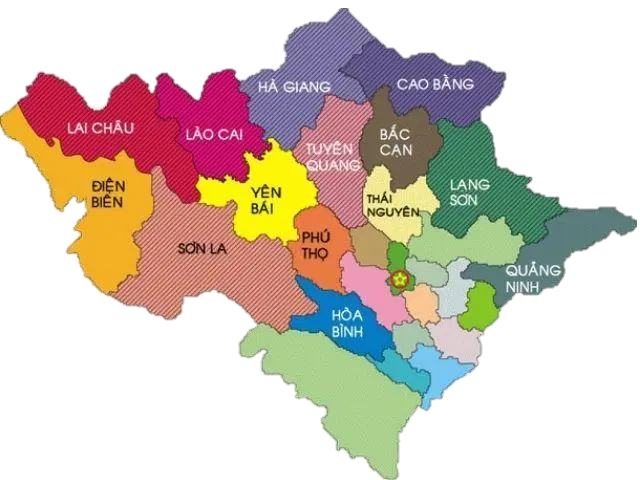 HÀ GIANG
CAO BẰNG
LAI CHÂU
LÀO CAI
TUYÊN
QUANG
BẮC
CẠN
ĐIỆN
BIÊN
YÊN
BÁI
THÁI
NGUYÊN
LẠNG
SƠN
SƠN LA
PHÚ
THỌ
QUẢNG
NINH
HÒA
BÌNH